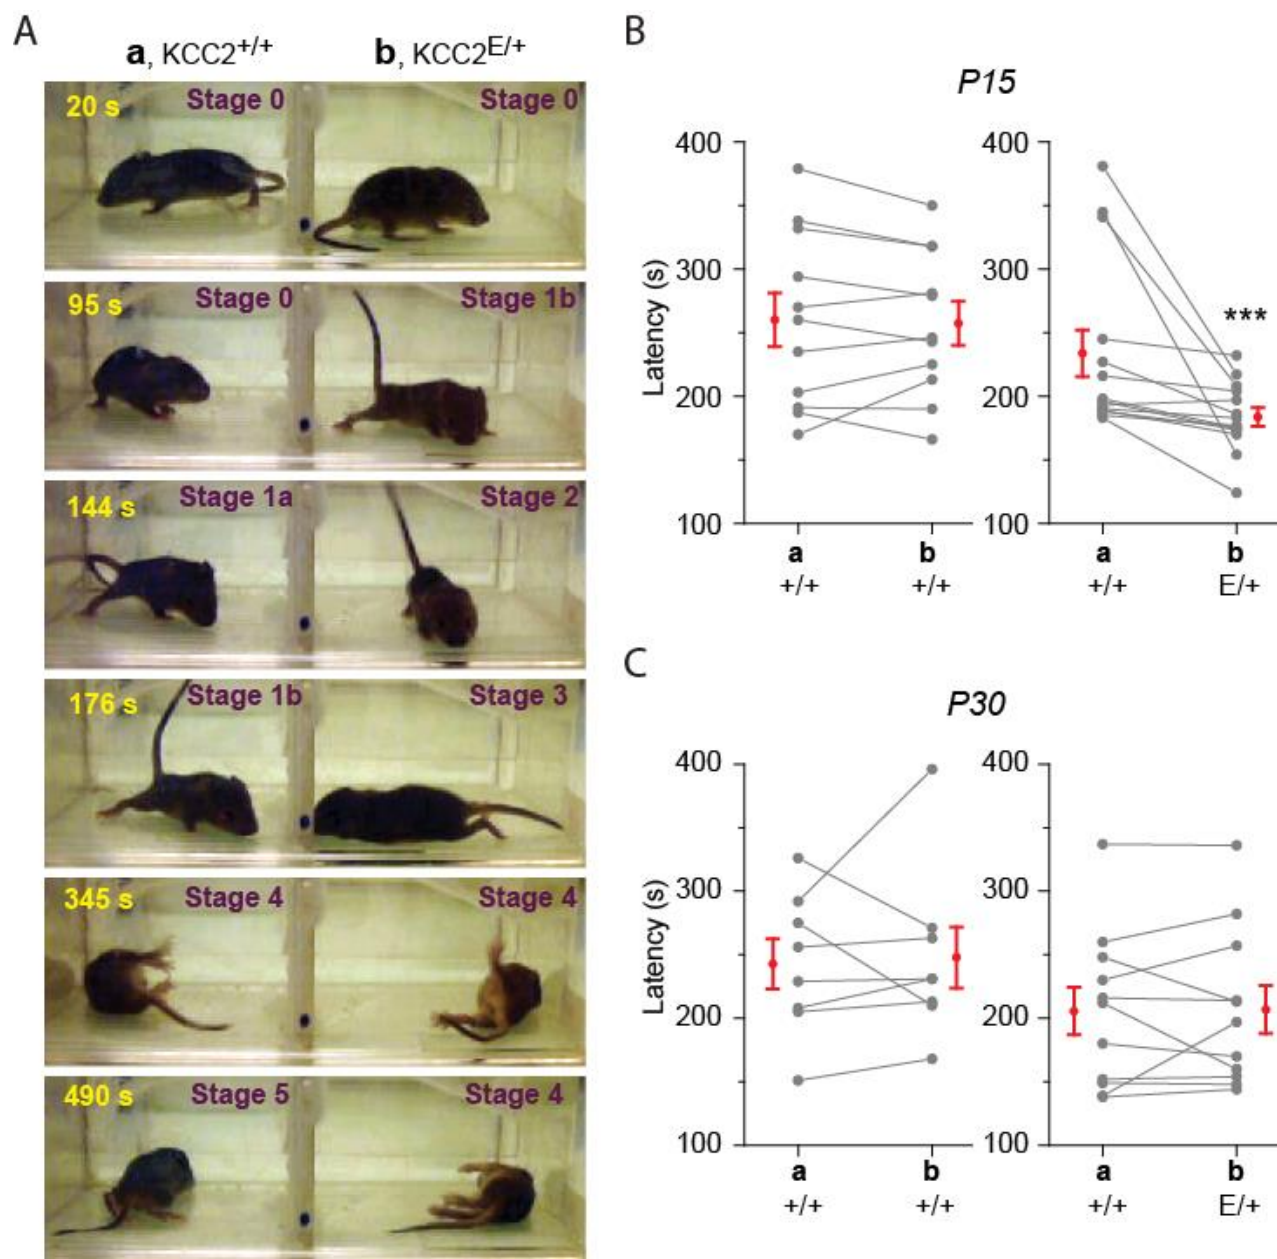 A
a, KCC2+/+
b, KCC2E/+
20 s
Stage 0
Stage 0
95 s
Stage 0
Stage 1b
144 s
Stage 1a
Stage 2
176 s
Stage 1b
Stage 3
345 s
Stage 4
Stage 4
490 s
Stage 5
Stage 4
B
P15
Latency (s)
400
300
200
100
a
+/+
b
+/+
400
300
200
100
***
a
+/+
b
E/+
C
P30
Latency (s)
400
300
200
100
a
+/+
b
+/+
400
300
200
100
a
+/+
b
E/+